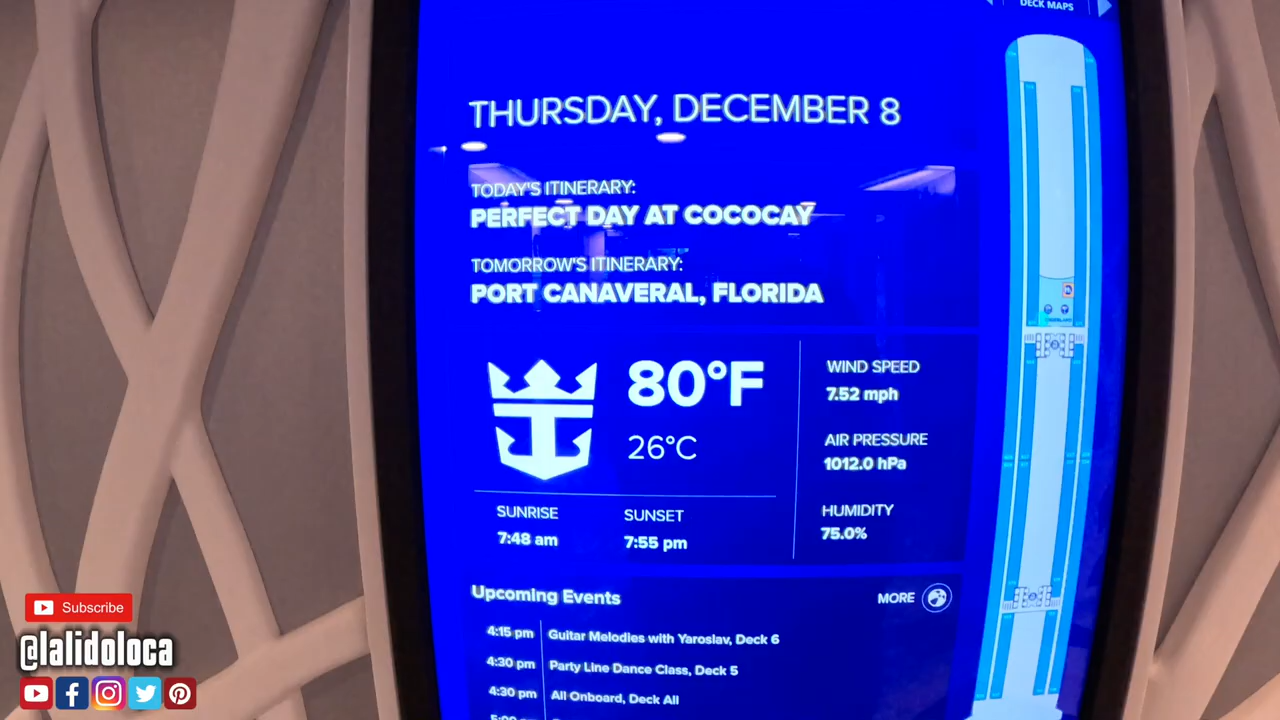 DECK MAPS
THURSDAY, DECEMBER 8
TODAY'S ITINERARY:
PERFECT DAY AT COCOCAY
TOMORROW'S ITINERARY:
PORT CANAVERAL, FLORIDA
80°F
26°C
WIND SPEED
7.52 mph
AIR PRESSURE
1012.0 hPa
HUMIDITY
75.0%
SUNRISE
7:48 am
SUNSET
7:55 pm
Upcoming Events
MORE
4:15 pm Guitar Melodies with Yaroslav, Deck 6
4:30 pm Party Line Dance Class, Deck 5
4:30 pm All Onboard, Deck All
Subscribe
@lalidoloca